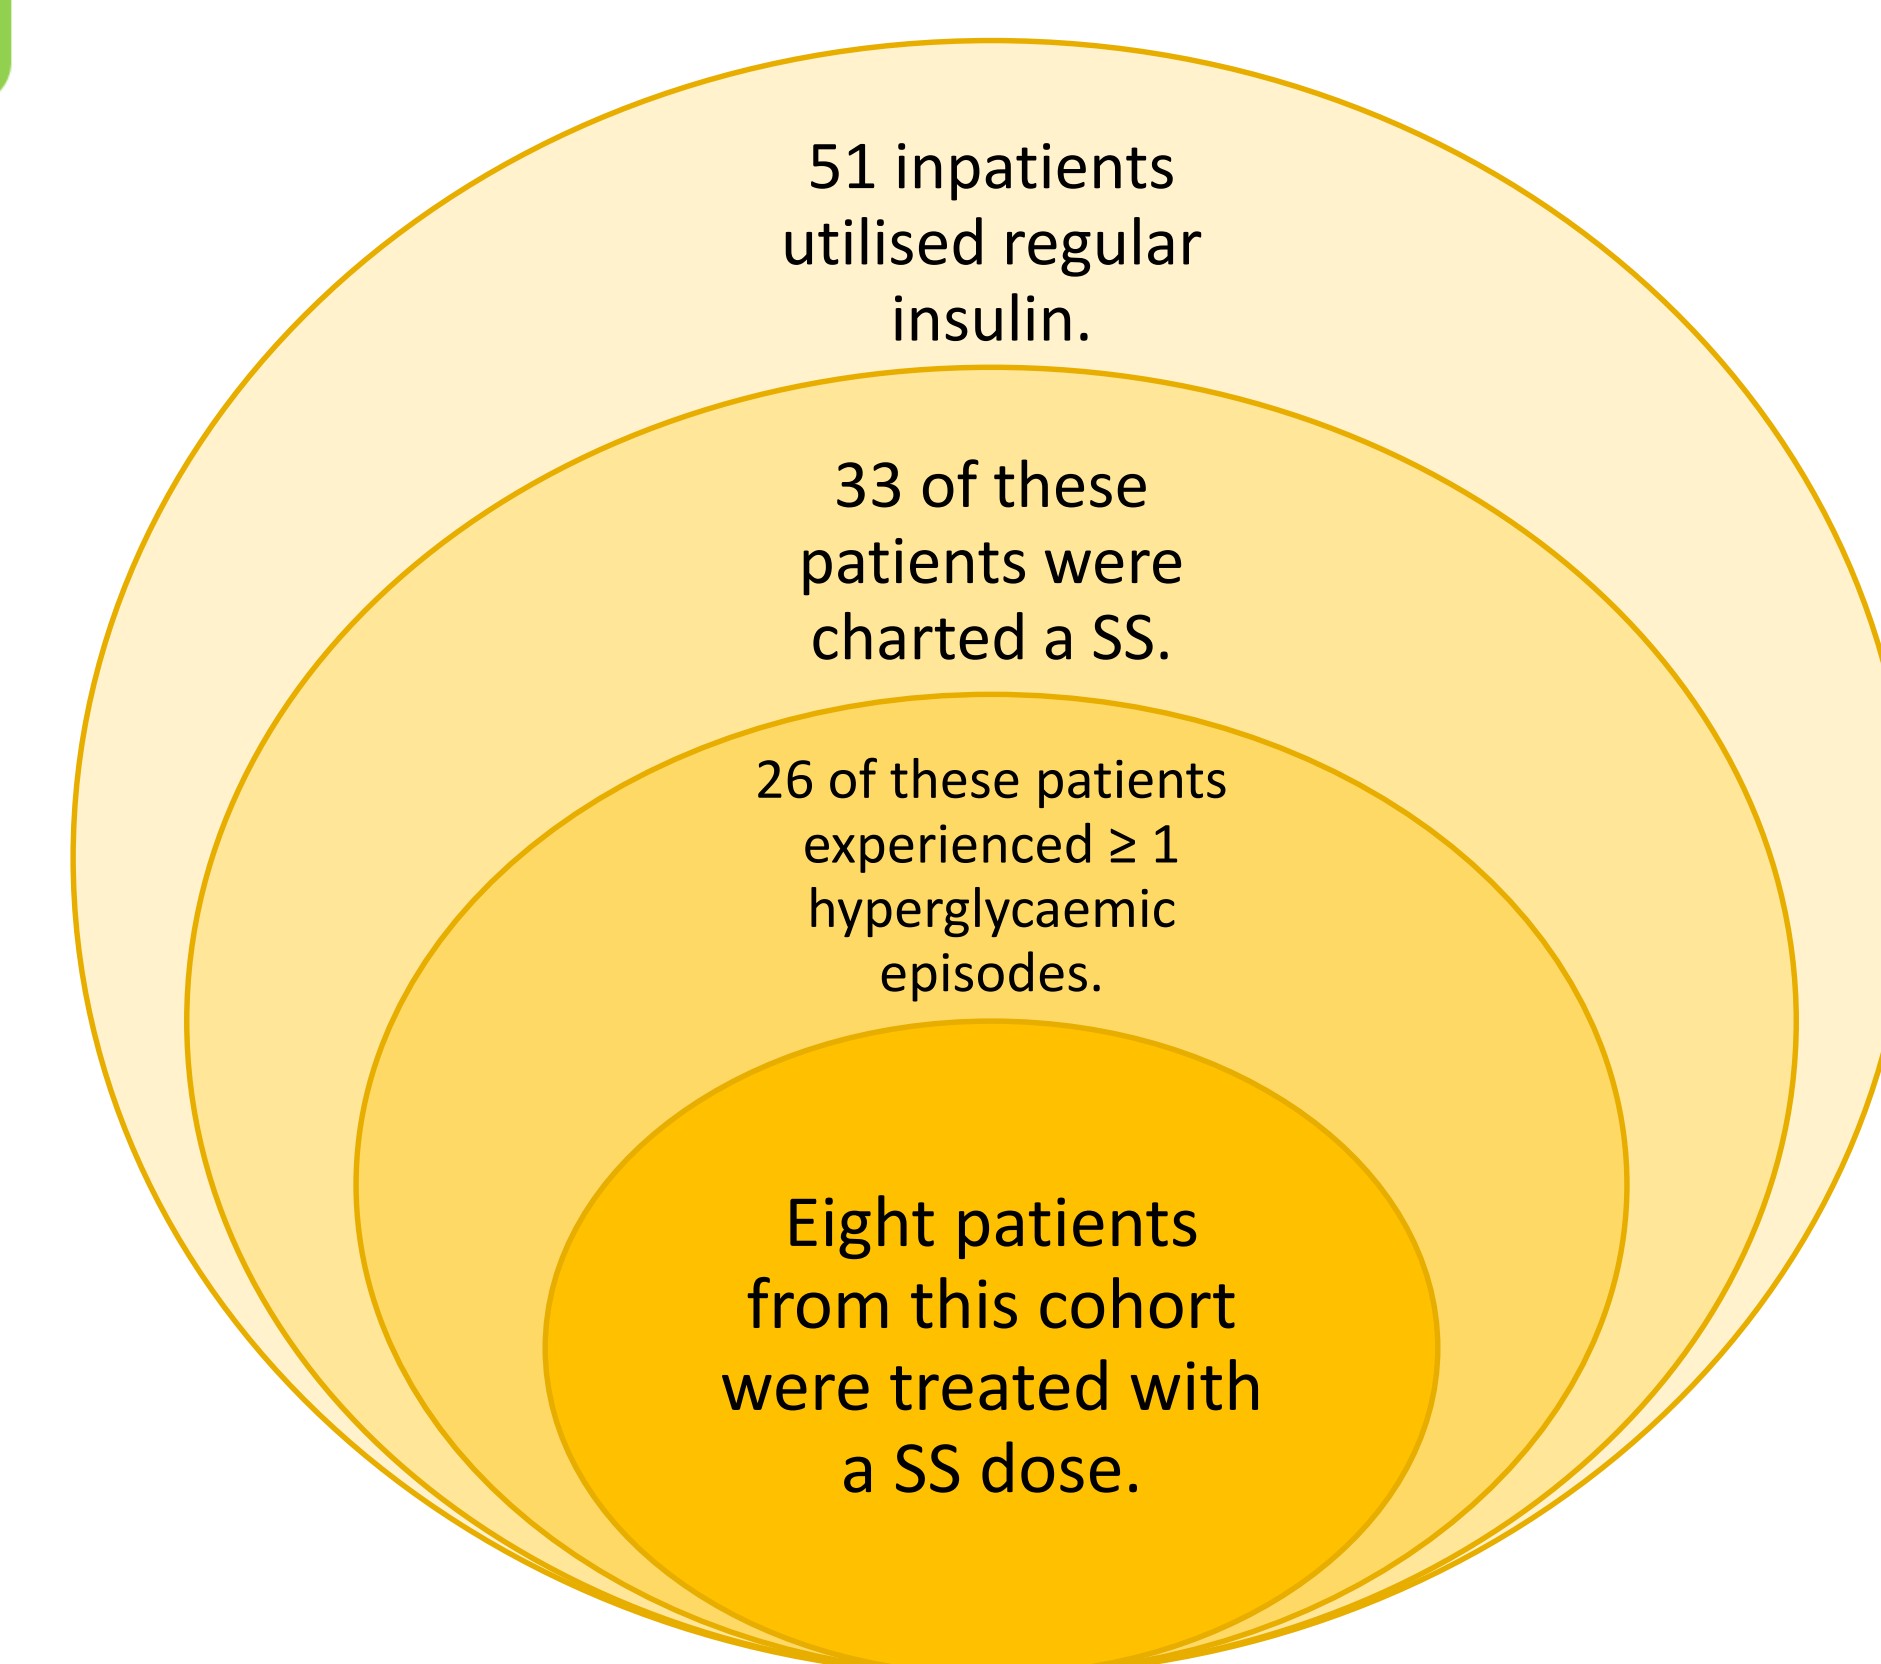 51 inpatients
utilised regular
insulin.
33 of these
patients were
charted a SS.
26 of these patients
experienced ≥ 1
hyperglycaemic
episodes.
Eight patients
from this cohort
were treated with
a SS dose.